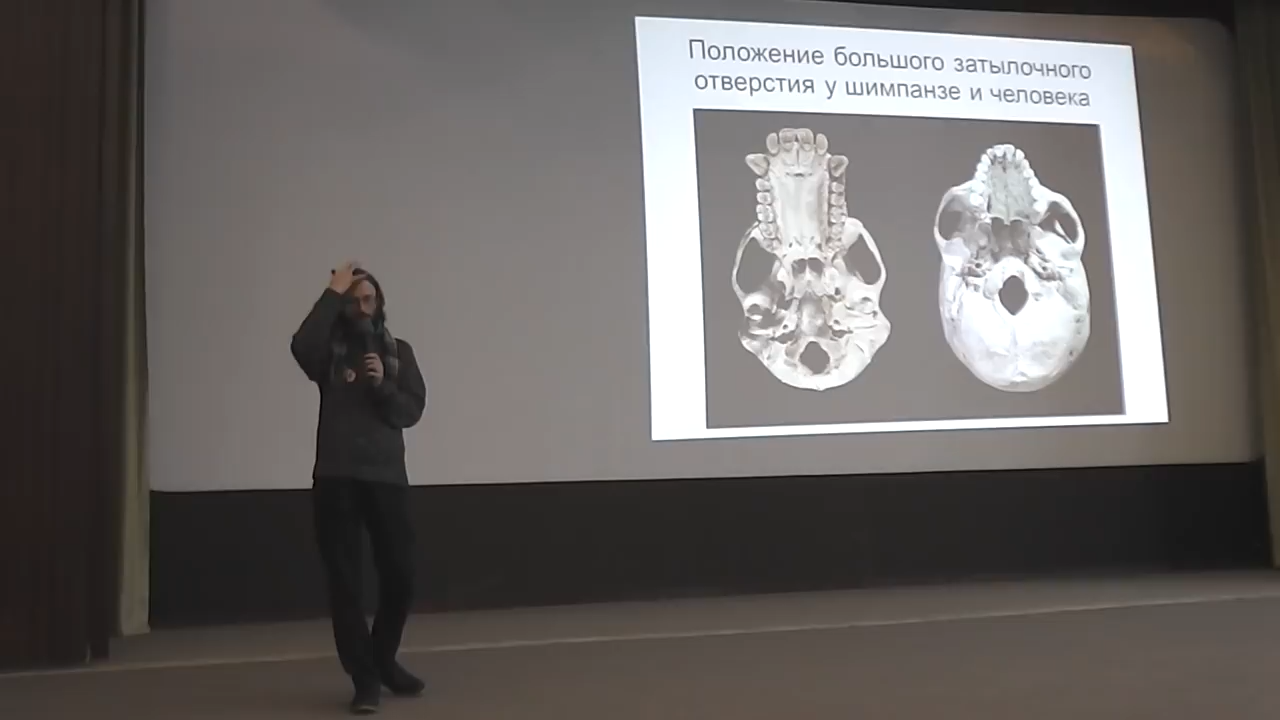 Положение большого затылочного
отверстия у шимпанзе и человека